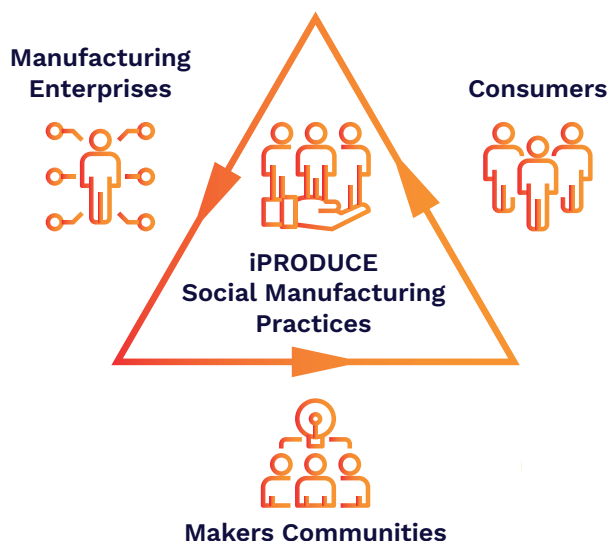 Manufacturing
Enterprises
Consumers
iPRODUCE
Social Manufacturing
Practices
Makers Communities